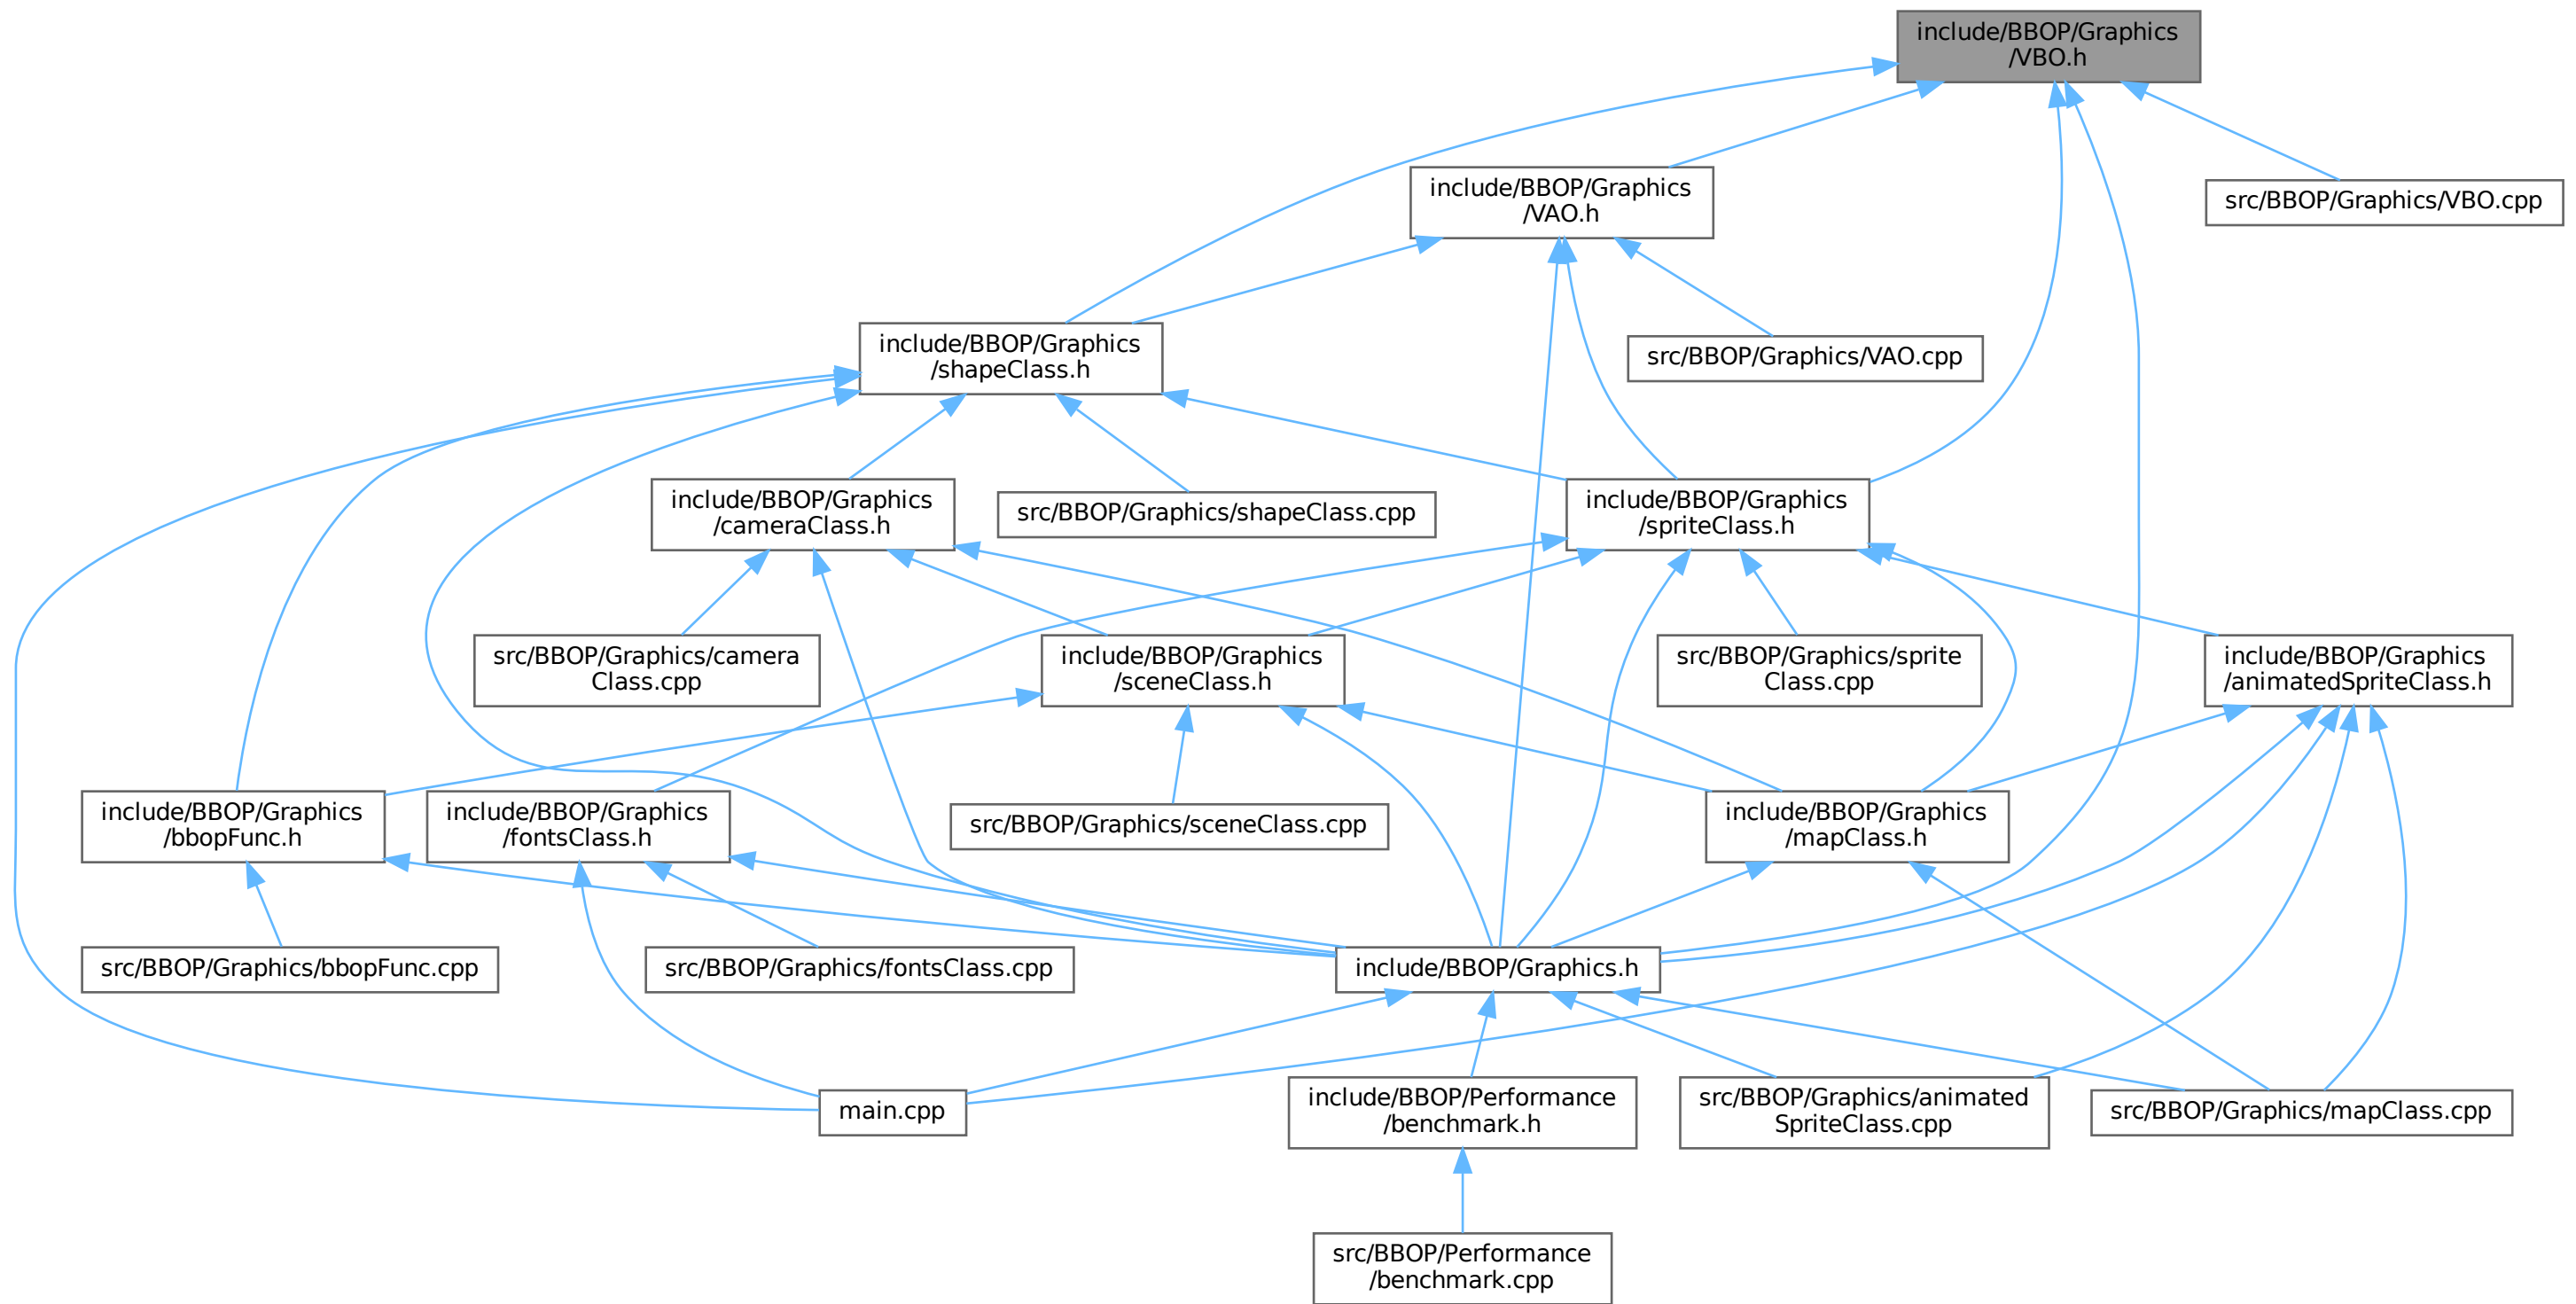 include/BBOP/Graphics
/VBO.h
include/BBOP/Graphics
/VAO.h
src/BBOP/Graphics/VBO.cpp
include/BBOP/Graphics
/shapeClass.h
src/BBOP/Graphics/VAO.cpp
include/BBOP/Graphics
/cameraClass.h
src/BBOP/Graphics/shapeClass.cpp
include/BBOP/Graphics
/spriteClass.h
src/BBOP/Graphics/camera
Class.cpp
include/BBOP/Graphics
/sceneClass.h
src/BBOP/Graphics/sprite
Class.cpp
include/BBOP/Graphics
/animatedSpriteClass.h
include/BBOP/Graphics
/bbopFunc.h
include/BBOP/Graphics
/fontsClass.h
src/BBOP/Graphics/sceneClass.cpp
include/BBOP/Graphics
/mapClass.h
src/BBOP/Graphics/bbopFunc.cpp
src/BBOP/Graphics/fontsClass.cpp
include/BBOP/Graphics.h
main.cpp
include/BBOP/Performance
/benchmark.h
src/BBOP/Graphics/animated
SpriteClass.cpp
src/BBOP/Graphics/mapClass.cpp
src/BBOP/Performance
/benchmark.cpp